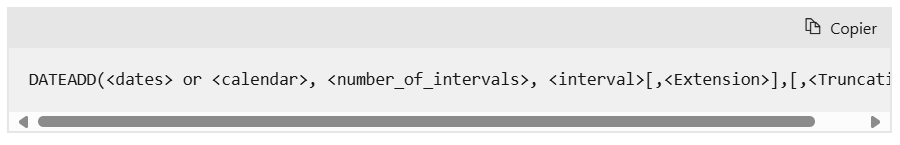 Copier
DATEADD(<dates> or <calendar>, <number_of_intervals>, <interval>[,<Extension>],[,<Truncati